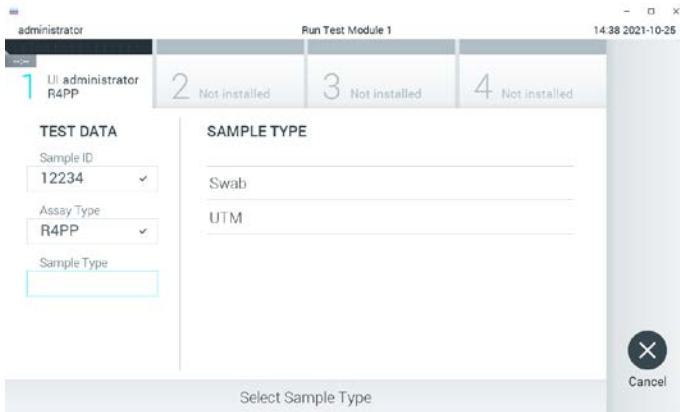 administrator
Run Test Module 1
14:38 2021-10-25
--:--
1 UI administrator
R4PP
2 Not installed
3 Not installed
4 Not installed
TEST DATA
Sample ID
12234
Assay Type
R4PP
Sample Type
SAMPLE TYPE
Swab
UTM
Cancel
Select Sample Type